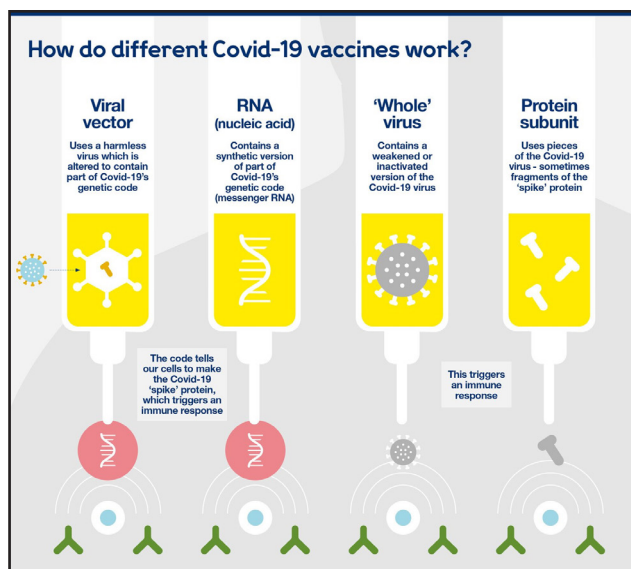 How do different Covid-19 vaccines work?
Viral
vector
Uses a harmless
virus which is
altered to contain
part of Covid-19's
genetic code
RNA
(nucleic acid)
Contains a
synthetic version
of part of
Covid-19's
genetic code
(messenger RNA)
'Whole'
virus
Contains a
weakened or
inactivated
version of the
Covid-19 virus
Protein
subunit
Uses pieces
of the Covid-19
virus - sometimes
fragments of the
'spike' protein
The code tells
our cells to make
the Covid-19
'spike' protein,
which triggers an
immune response
This triggers
an immune
response